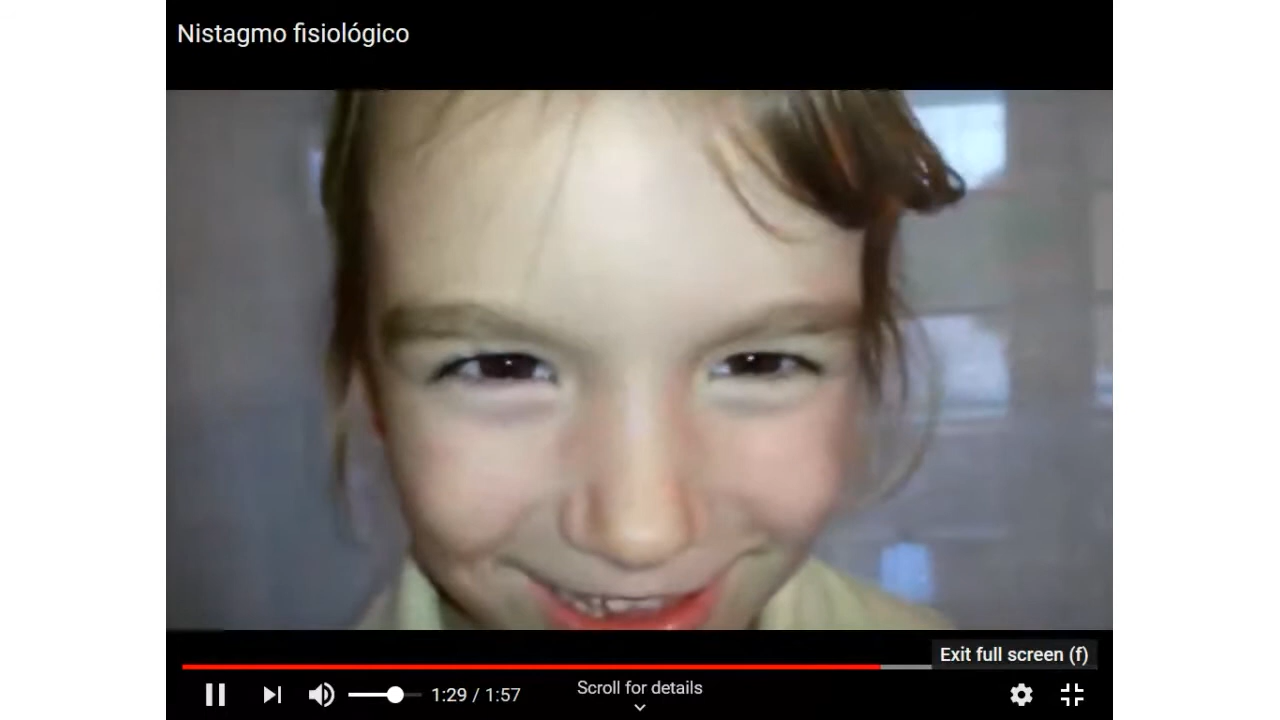 Nistagmo fisiológico
Exit full screen (f)
1:29 / 1:57
Scroll for details